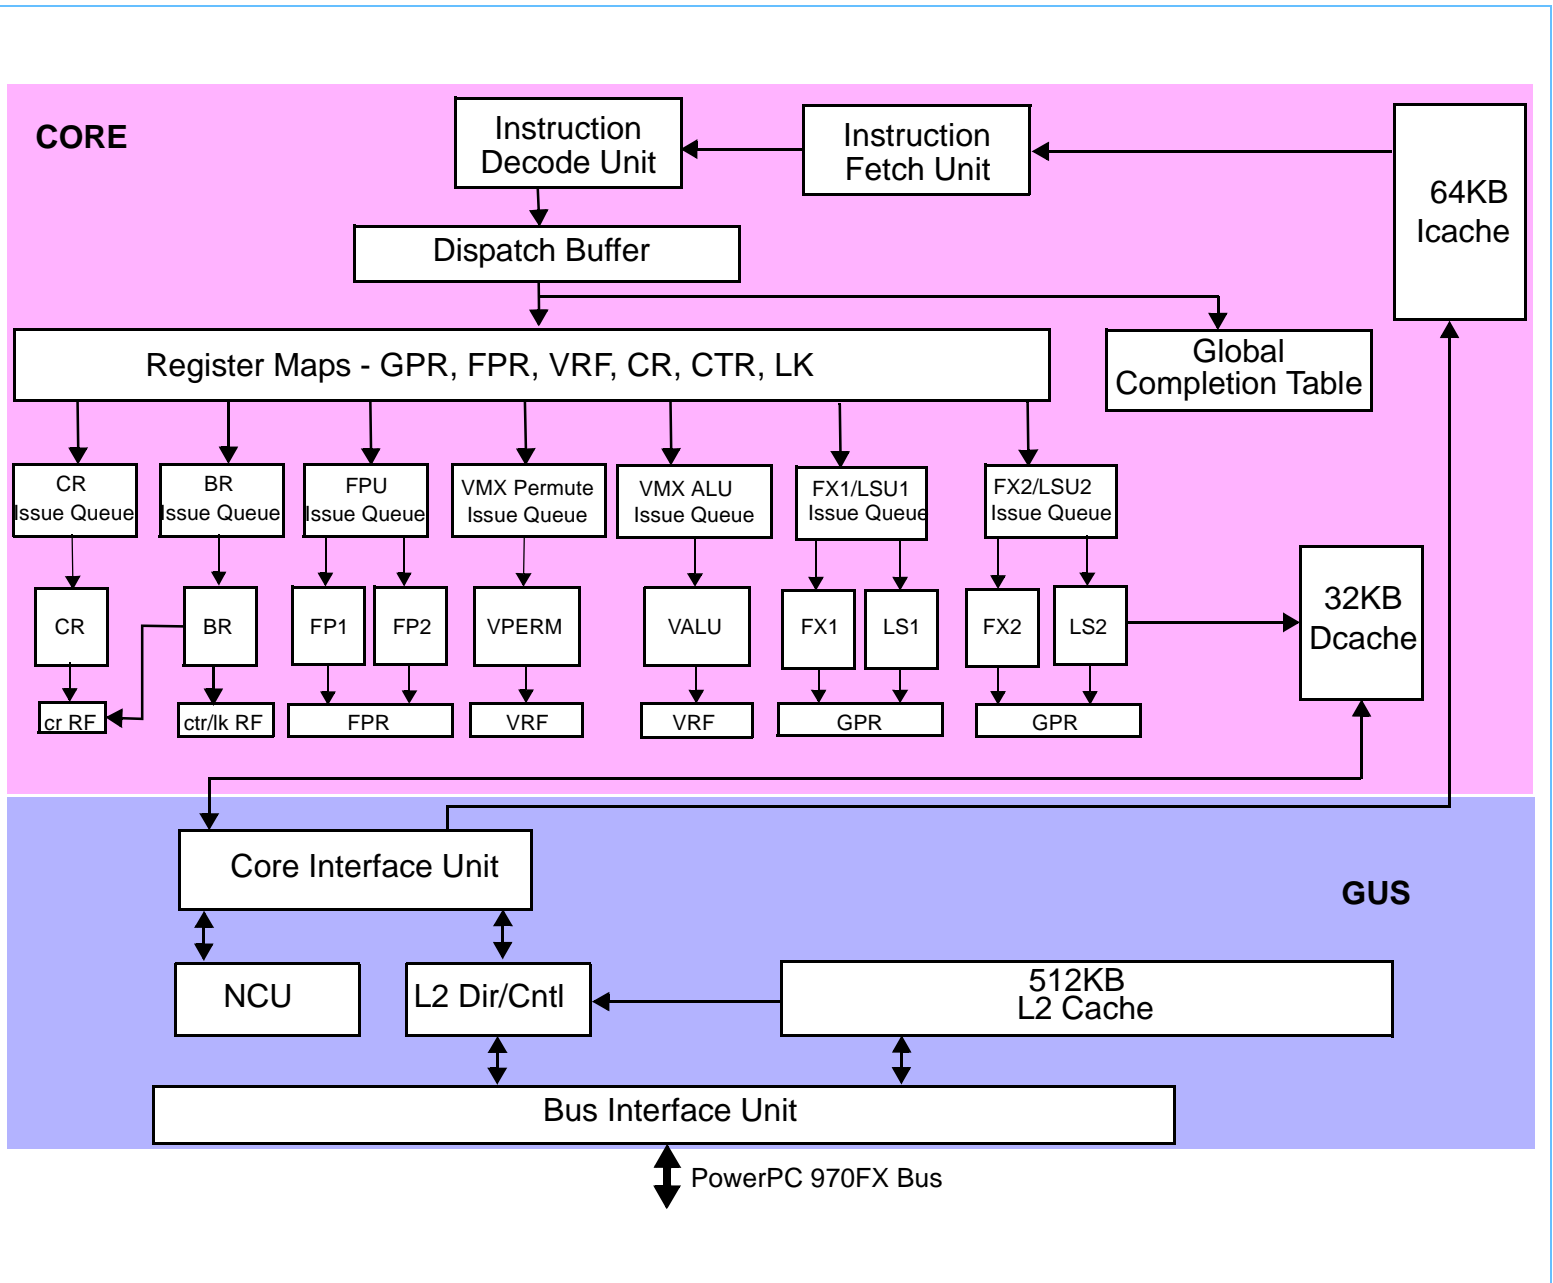 CORE
Instruction
Decode Unit
Instruction
Fetch Unit
64KB
Icache
Dispatch Buffer
Register Maps - GPR, FPR, VRF, CR, CTR, LK
Global
Completion Table
CR
Issue Queue
BR
Issue Queue
FPU
Issue Queue
VMX Permute
Issue Queue
VMX ALU
Issue Queue
FX1/LSU1
Issue Queue
FX2/LSU2
Issue Queue
CR
BR
FP1
FP2
VPERM
VALU
FX1
LS1
FX2
LS2
32KB
Dcache
cr RF
ctr/lk RF
FPR
VRF
VRF
GPR
GPR
Core Interface Unit
GUS
NCU
L2 Dir/Cntl
512KB
L2 Cache
Bus Interface Unit
PowerPC 970FX Bus